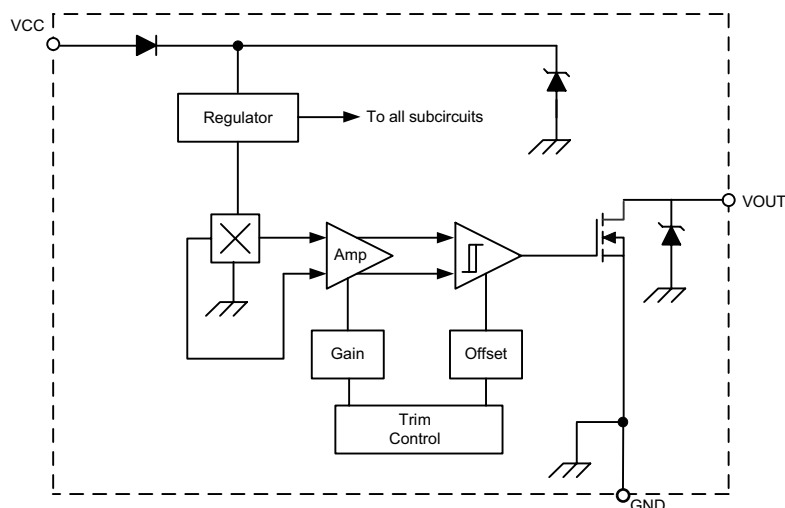 VCC
Regulator
To all subcircuits
VOUT
Amp
Gain
Offset
Trim
Control
GND